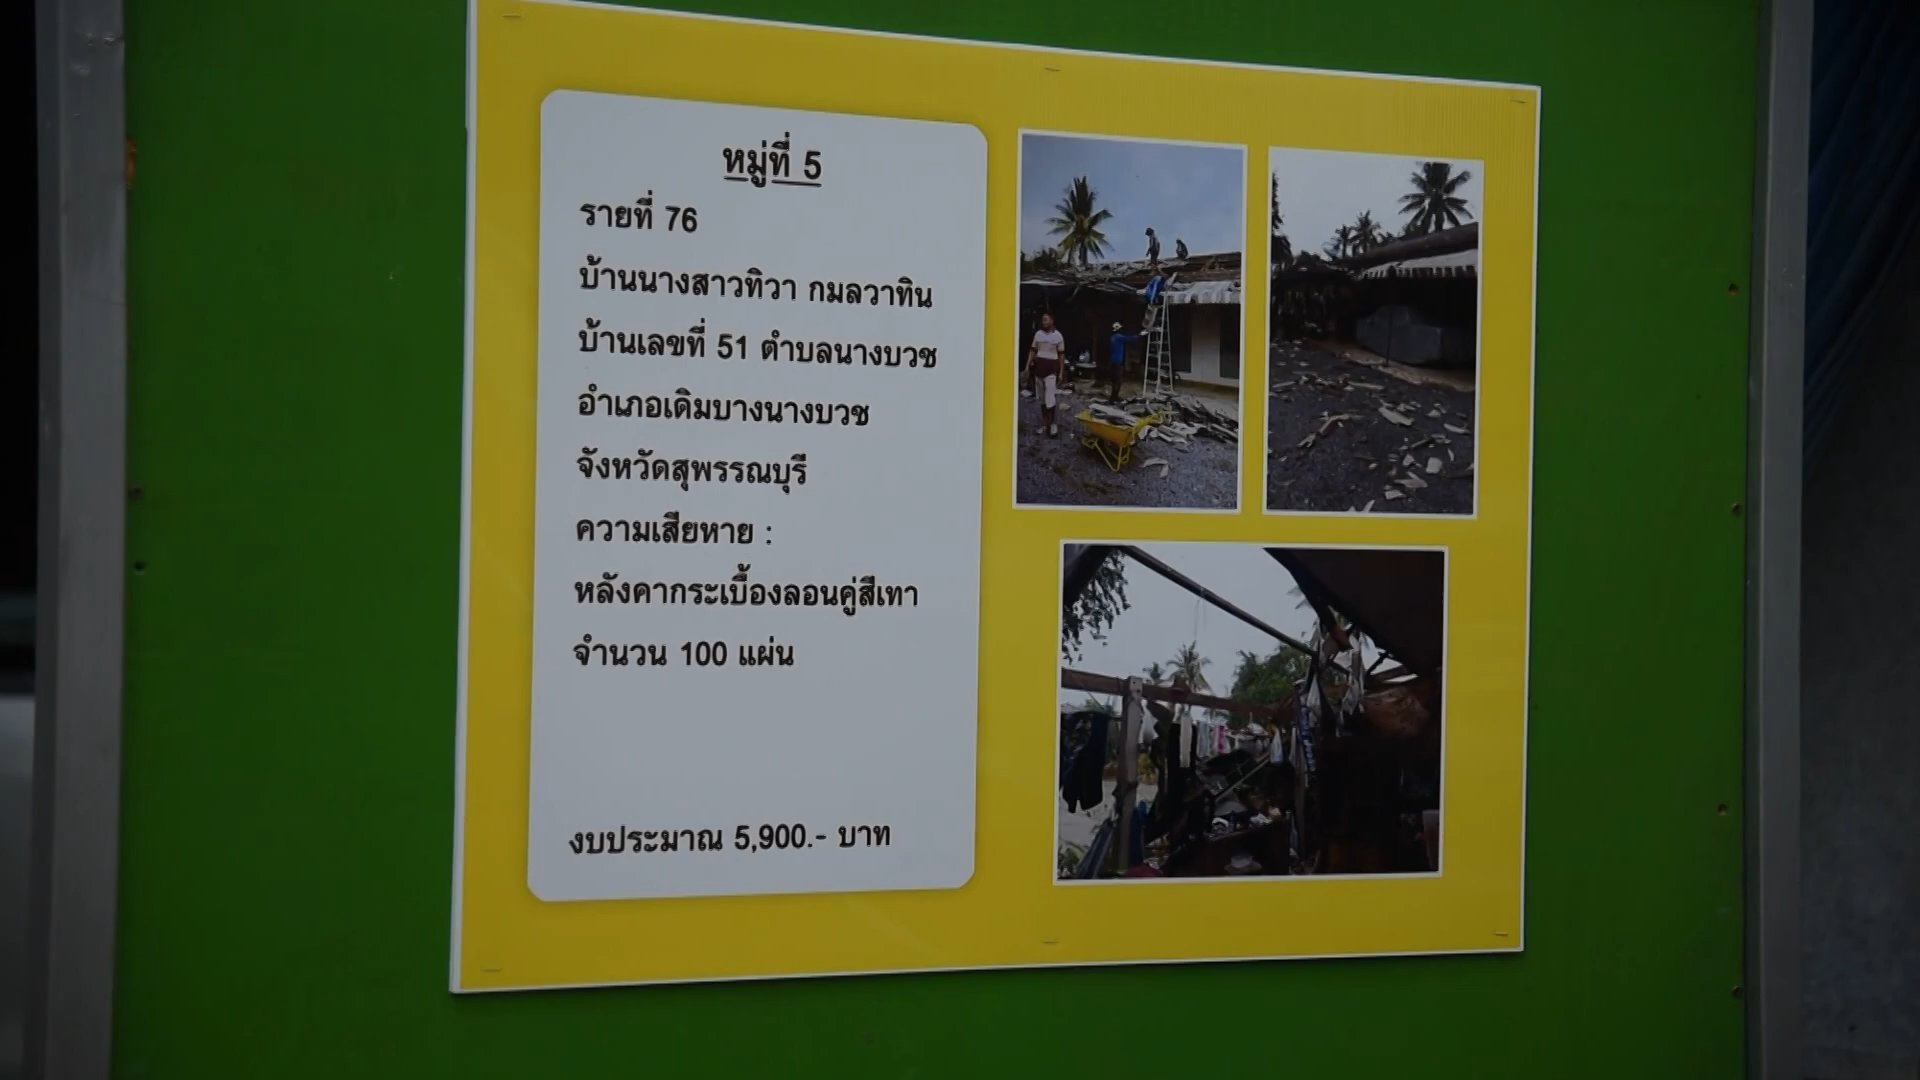 หมู่ที่ 5
รายที่ 76
บ้านนางสาวทิวา กมลวาทิน
บ้านเลขที่ 51 ตำบลนางบวช
อำเภอเดิมบางนางบวช
จังหวัดสุพรรณบุรี
ความเสียหาย :
หลังคากระเบื้องลอนคู่สีเทา
จำนวน 100 แผ่น
งบประมาณ 5,900.- บาท